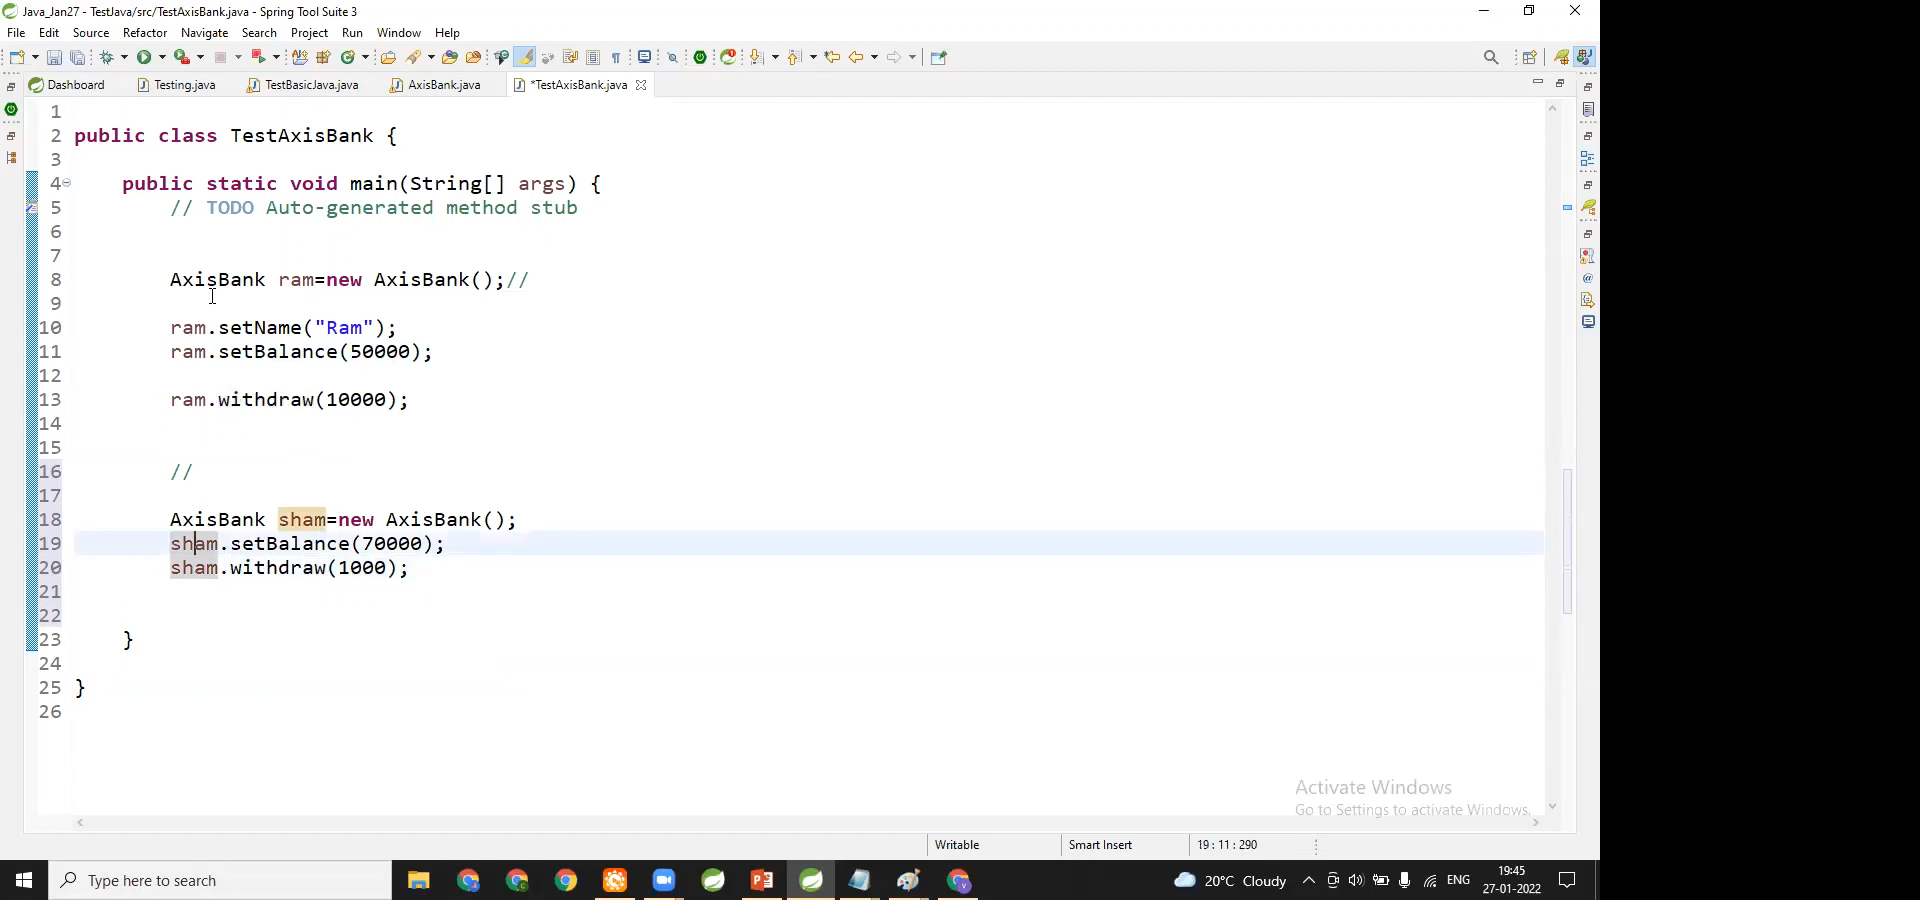 Java_Jan27 - TestJava/src/TestAxisBank.java - Spring Tool Suite 3
File Edit Source Refactor Navigate Search Project Run Window Help
Dashboard Testing.java TestBasicJava.java AxisBank.java *TestAxisBank.java
1
2 public class TestAxisBank {
3
4 public static void main(String[] args) {
5 // TODO Auto-generated method stub
6
7
8 AxisBank ram=new AxisBank();//
9
10 ram.setName("Ram");
11 ram.setBalance(50000);
12
13 ram.withdraw(10000);
14
15
16 //
17
18 AxisBank sham=new AxisBank();
19 sham.setBalance(70000);
20 sham.withdraw(1000);
21
22
23 }
24
25 }
26
Activate Windows
Go to Settings to activate Windows.
Writable Smart Insert 19 : 11 : 290
Type here to search 20°C Cloudy ENG 19:45
27-01-2022